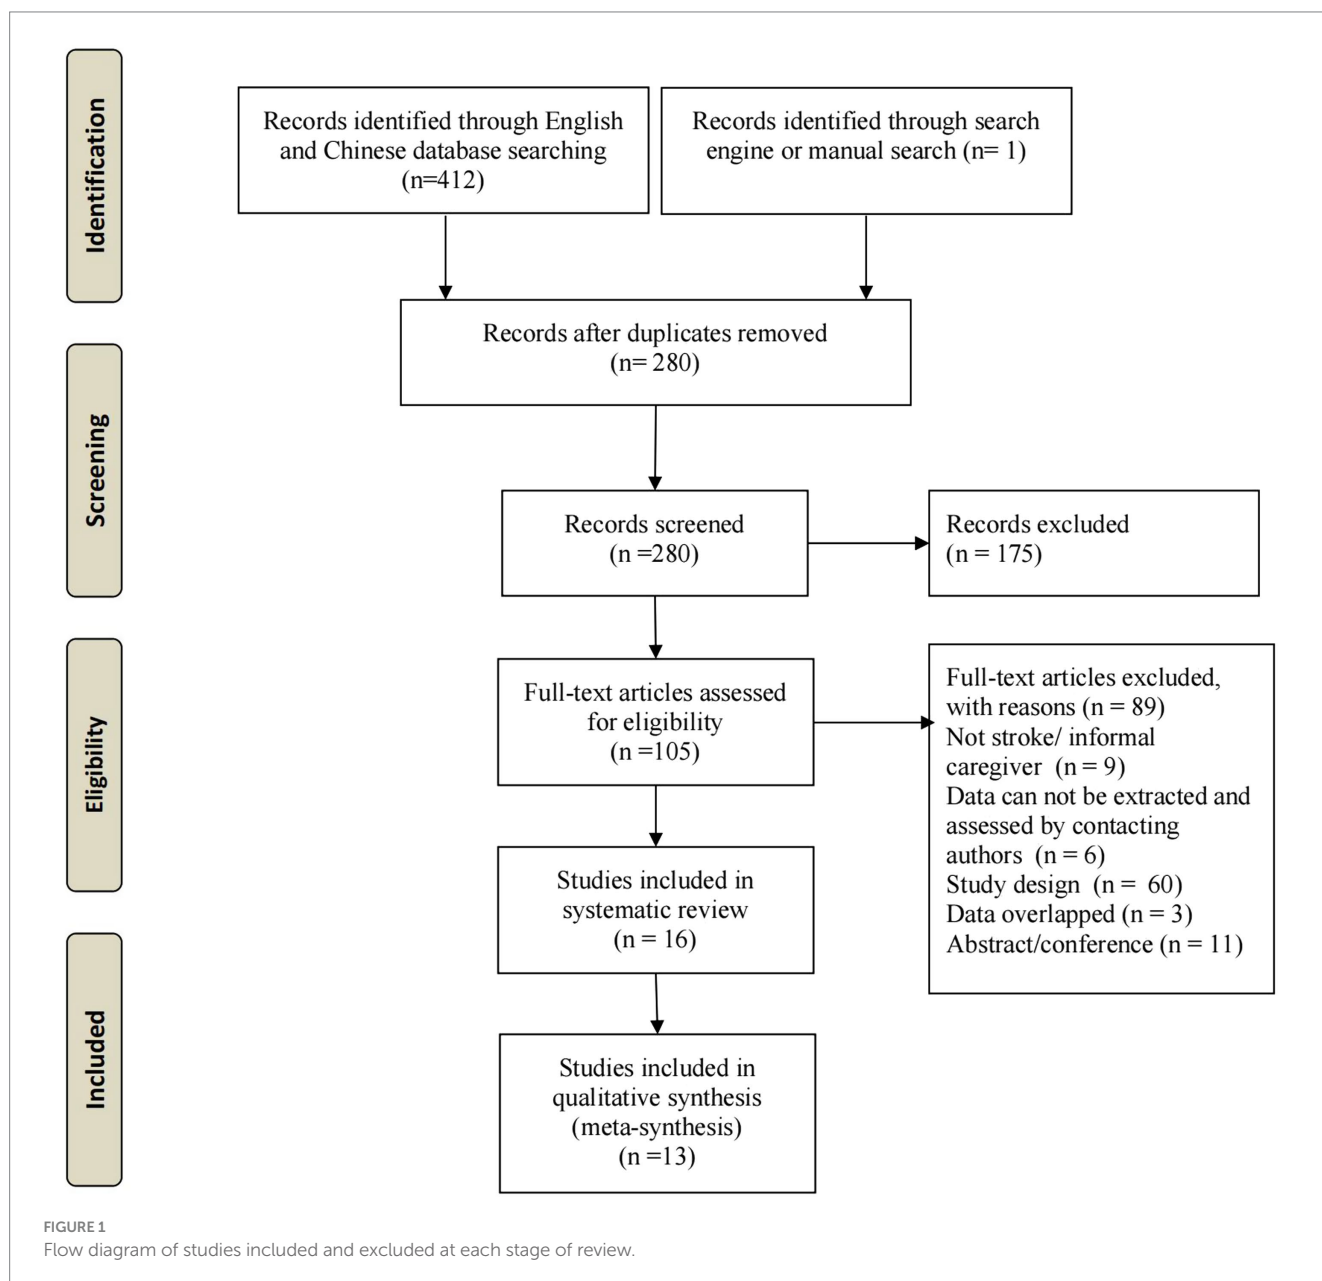 Identification
Records identified through English
and Chinese database searching
(n=412)
Records identified through search
engine or manual search (n= 1)
Records after duplicates removed
(n= 280)
Screening
Records screened
(n =280)
Records excluded
(n = 175)
Eligibility
Full-text articles assessed
for eligibility
(n =105)
Full-text articles excluded,
with reasons (n = 89)
Not stroke/ informal
caregiver (n = 9)
Data can not be extracted and
assessed by contacting
authors (n = 6)
Study design (n = 60)
Data overlapped (n = 3)
Abstract/conference (n = 11)
Studies included in
systematic review
(n = 16)
Included
Studies included in
qualitative synthesis
(meta-synthesis)
(n =13)
FIGURE 1
Flow diagram of studies included and excluded at each stage of review.